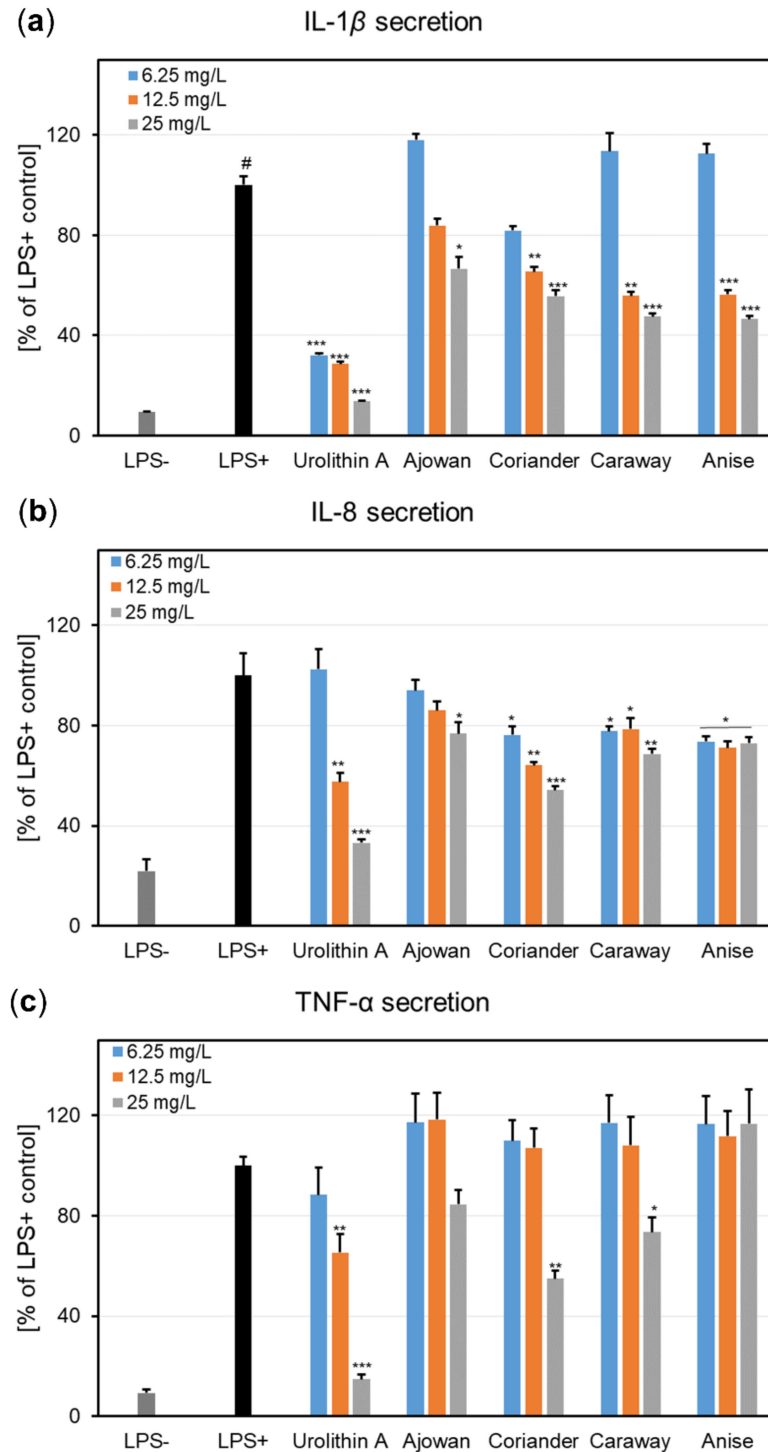 (a) IL-1β secretion
6.25 mg/L
12.5 mg/L
25 mg/L
[% of LPS+ control]
120
80
40
0
#
*** *** ***
*
** ***
** ***
*** ***
LPS- LPS+ Urolithin A Ajowan Coriander Caraway Anise
(b) IL-8 secretion
6.25 mg/L
12.5 mg/L
25 mg/L
[% of LPS+ control]
120
80
40
0
** ***
*
* ** ***
* * **
*
LPS- LPS+ Urolithin A Ajowan Coriander Caraway Anise
(c) TNF-α secretion
6.25 mg/L
12.5 mg/L
25 mg/L
[% of LPS+ control]
120
80
40
0
** ***
**
*
LPS- LPS+ Urolithin A Ajowan Coriander Caraway Anise